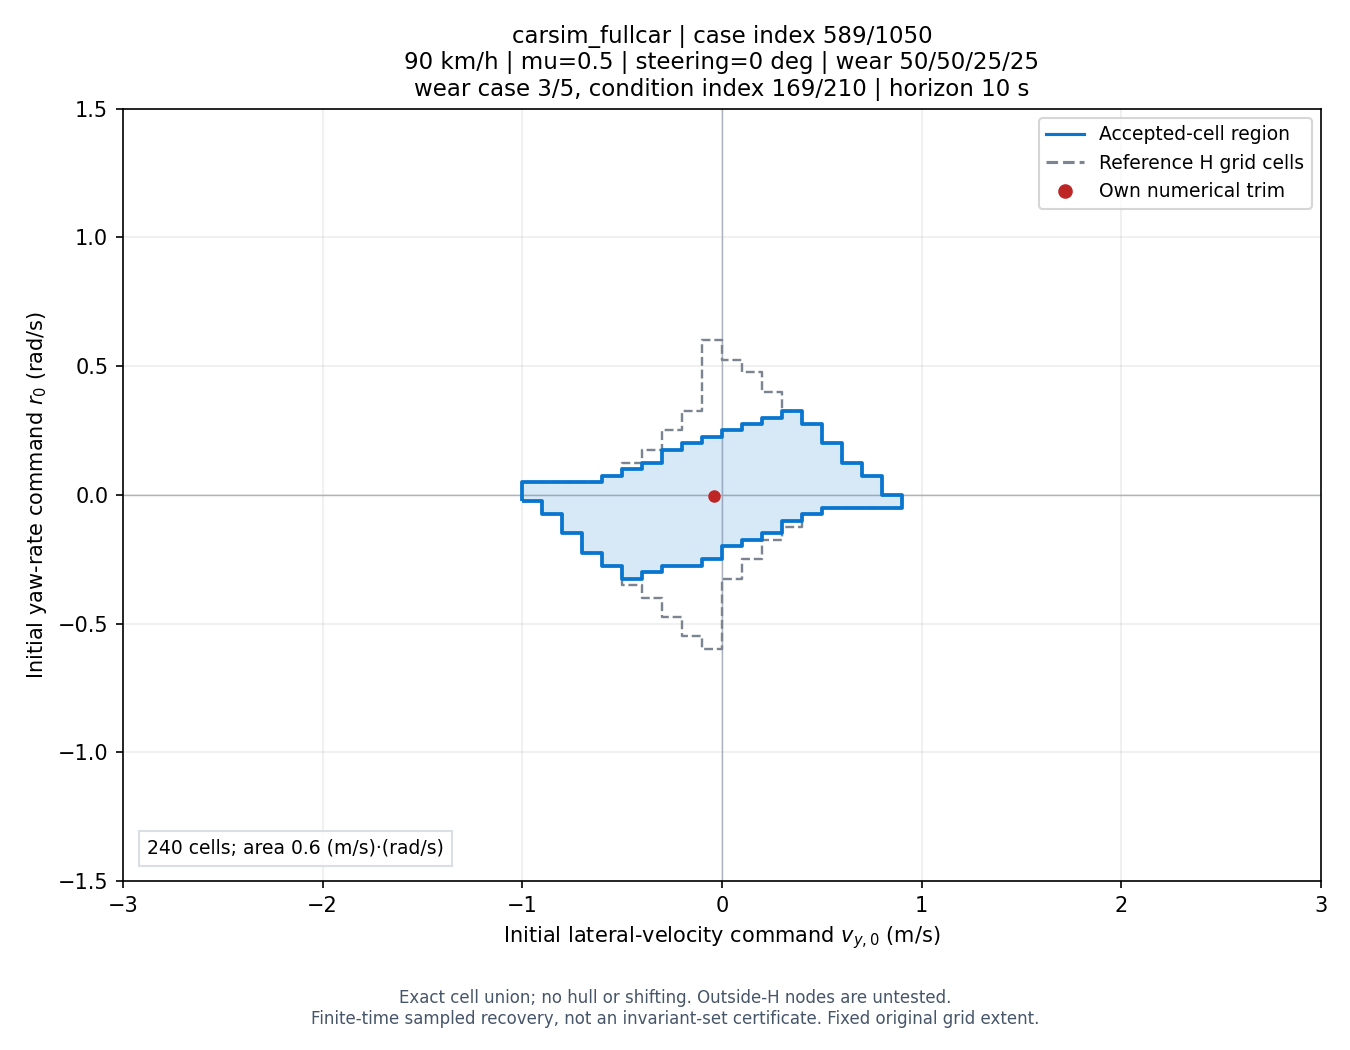 carsim_fullcar | case index 589/1050
90 km/h | mu=0.5 | steering=0 deg | wear 50/50/25/25
wear case 3/5, condition index 169/210 | horizon 10 s
Accepted-cell region
Reference H grid cells
Own numerical trim
1.5
1.0
0.5
0.0
−0.5
−1.0
−1.5
Initial yaw-rate command r0 (rad/s)
240 cells; area 0.6 (m/s)·(rad/s)
−3 −2 −1 0 1 2 3
Initial lateral-velocity command vy,0 (m/s)
Exact cell union; no hull or shifting. Outside-H nodes are untested.
Finite-time sampled recovery, not an invariant-set certificate. Fixed original grid extent.